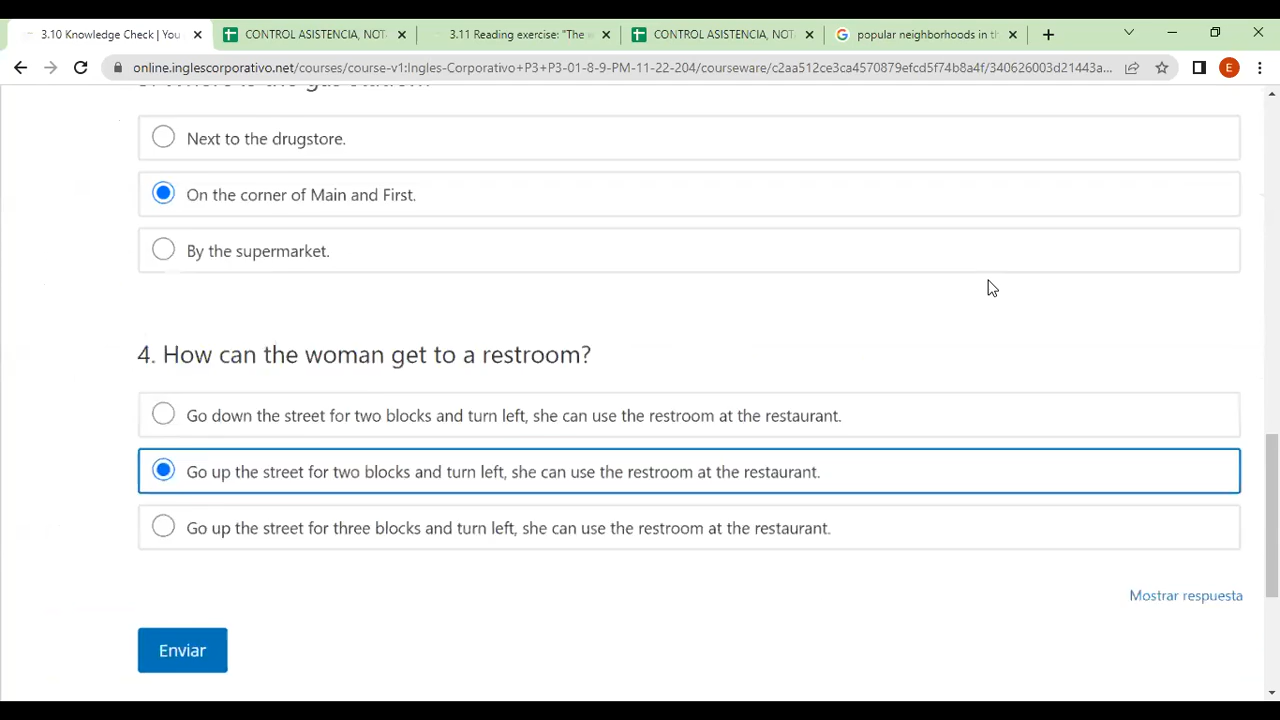 3.10 Knowledge Check | You
CONTROL ASISTENCIA, NOT
3.11 Reading exercise: "The w
CONTROL ASISTENCIA, NOT
popular neighborhoods in th
online.inglescorporativo.net/courses/course-v1:Ingles-Corporativo+P3+P3-01-8-9-PM-11-22-204/courseware/c2aa512ce3ca4570879efcd5f74b8a4f/340626003d21443a...
E
Next to the drugstore.
On the corner of Main and First.
By the supermarket.
4. How can the woman get to a restroom?
Go down the street for two blocks and turn left, she can use the restroom at the restaurant.
Go up the street for two blocks and turn left, she can use the restroom at the restaurant.
Go up the street for three blocks and turn left, she can use the restroom at the restaurant.
Mostrar respuesta
Enviar